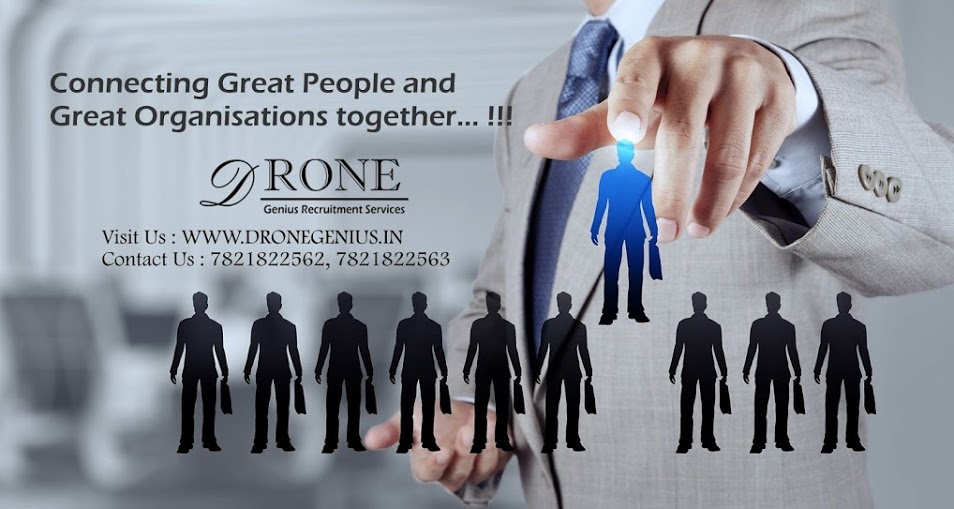 Connecting Great People and
Great Organisations together... !!!
DRONE
Genius Recruitment Services
Visit Us : WWW.DRONEGENIUS.IN
Contact Us : 7821822562, 7821822563